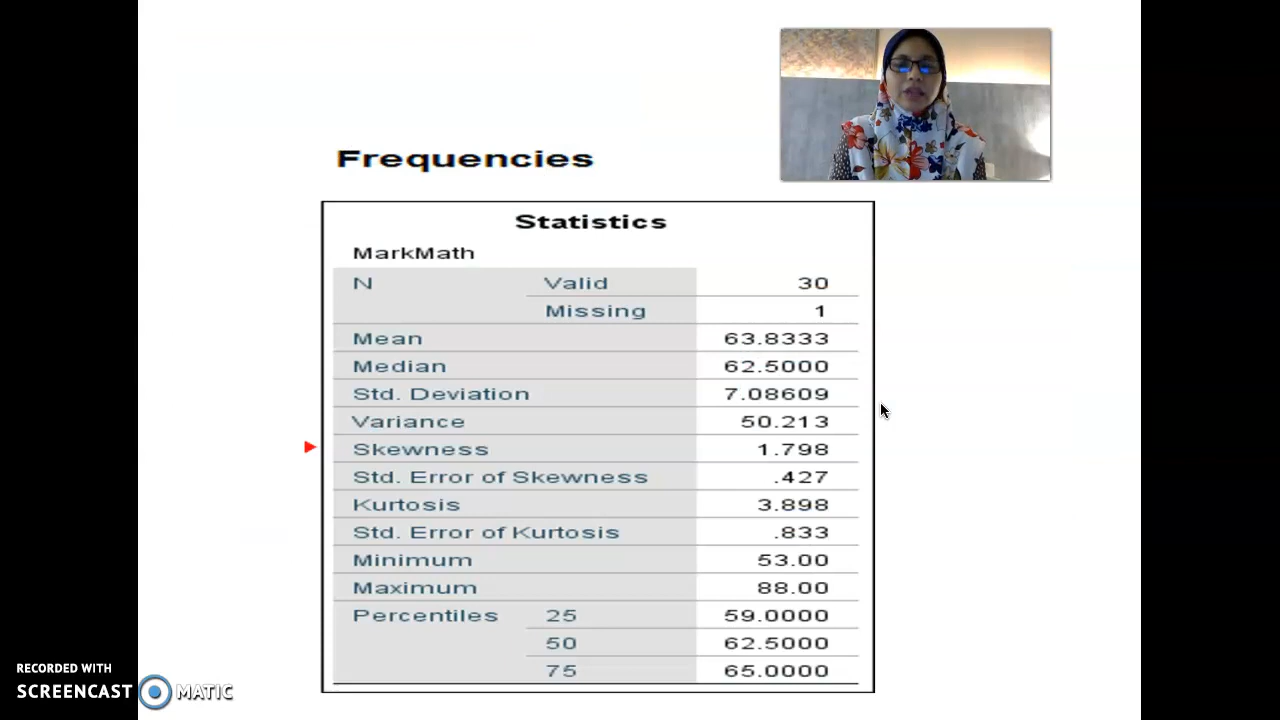 Frequencies
Statistics
MarkMath
N Valid 30
Missing 1
Mean 63.8333
Median 62.5000
Std. Deviation 7.08609
Variance 50.213
Skewness 1.798
Std. Error of Skewness .427
Kurtosis 3.898
Std. Error of Kurtosis .833
Minimum 53.00
Maximum 88.00
Percentiles 25 59.0000
50 62.5000
75 65.0000
RECORDED WITH
SCREENCAST MATIC